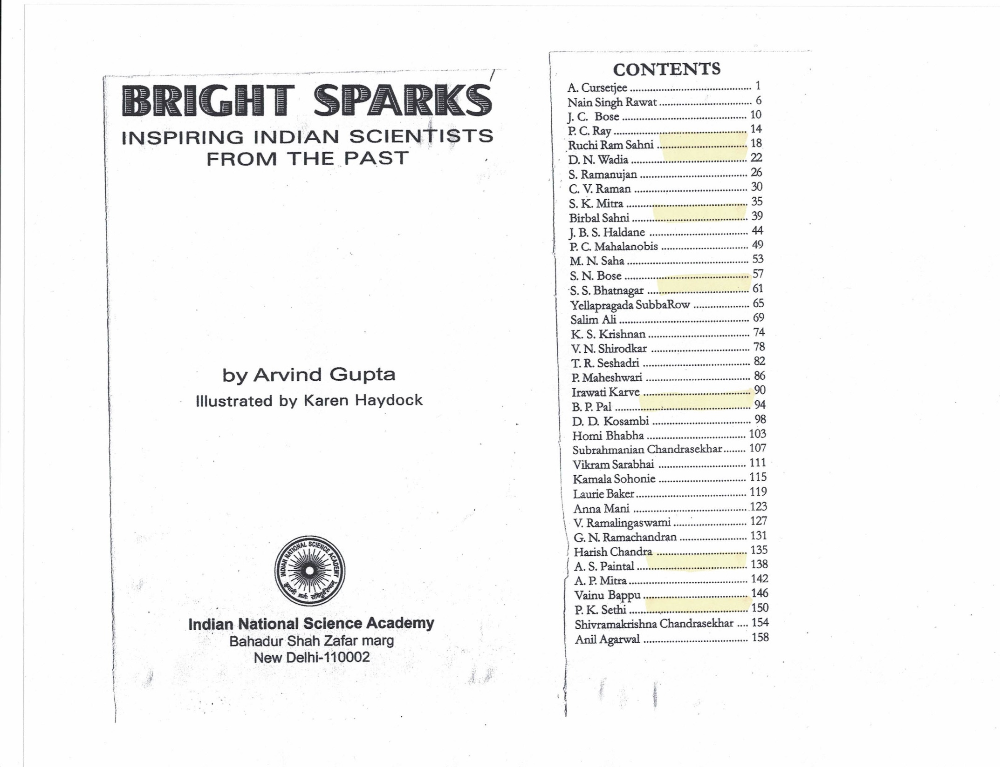 BRIGHT SPARKS
INSPIRING INDIAN SCIENTISTS
FROM THE PAST
by Arvind Gupta
Illustrated by Karen Haydock
INDIAN NATIONAL SCIENCE ACADEMY
Indian National Science Academy
Bahadur Shah Zafar marg
New Delhi-110002
CONTENTS
A. Cursetjee ........................................... 1
Nain Singh Rawat ................................. 6
J. C. Bose ............................................ 10
P. C. Ray ............................................... 14
Ruchi Ram Sahni ................................ 18
D. N. Wadia ......................................... 22
S. Ramanujan ...................................... 26
C. V. Raman ........................................ 30
S. K. Mitra ........................................... 35
Birbal Sahni ......................................... 39
J. B. S. Haldane ................................... 44
P. C. Mahalanobis ............................... 49
M. N. Saha ........................................... 53
S. N. Bose ............................................ 57
S. S. Bhatnagar .................................... 61
Yellapragada SubbaRow .................... 65
Salim Ali .............................................. 69
K. S. Krishnan .................................... 74
V. N. Shirodkar ................................... 78
T. R. Seshadri ...................................... 82
P. Maheshwari ..................................... 86
Irawati Karve ...................................... 90
B. P. Pal ................................................ 94
D. D. Kosambi ................................... 98
Homi Bhabha ................................... 103
Subrahmanian Chandrasekhar........ 107
Vikram Sarabhai ............................... 111
Kamala Sohonie ............................... 115
Laurie Baker....................................... 119
Anna Mani ........................................ 123
V. Ramalingaswami .......................... 127
G. N. Ramachandran ........................ 131
Harish Chandra ................................ 135
A. S. Paintal ....................................... 138
A. P. Mitra.......................................... 142
Vainu Bappu ..................................... 146
P. K. Sethi .......................................... 150
Shivramakrishna Chandrasekhar .... 154
Anil Agarwal ..................................... 158